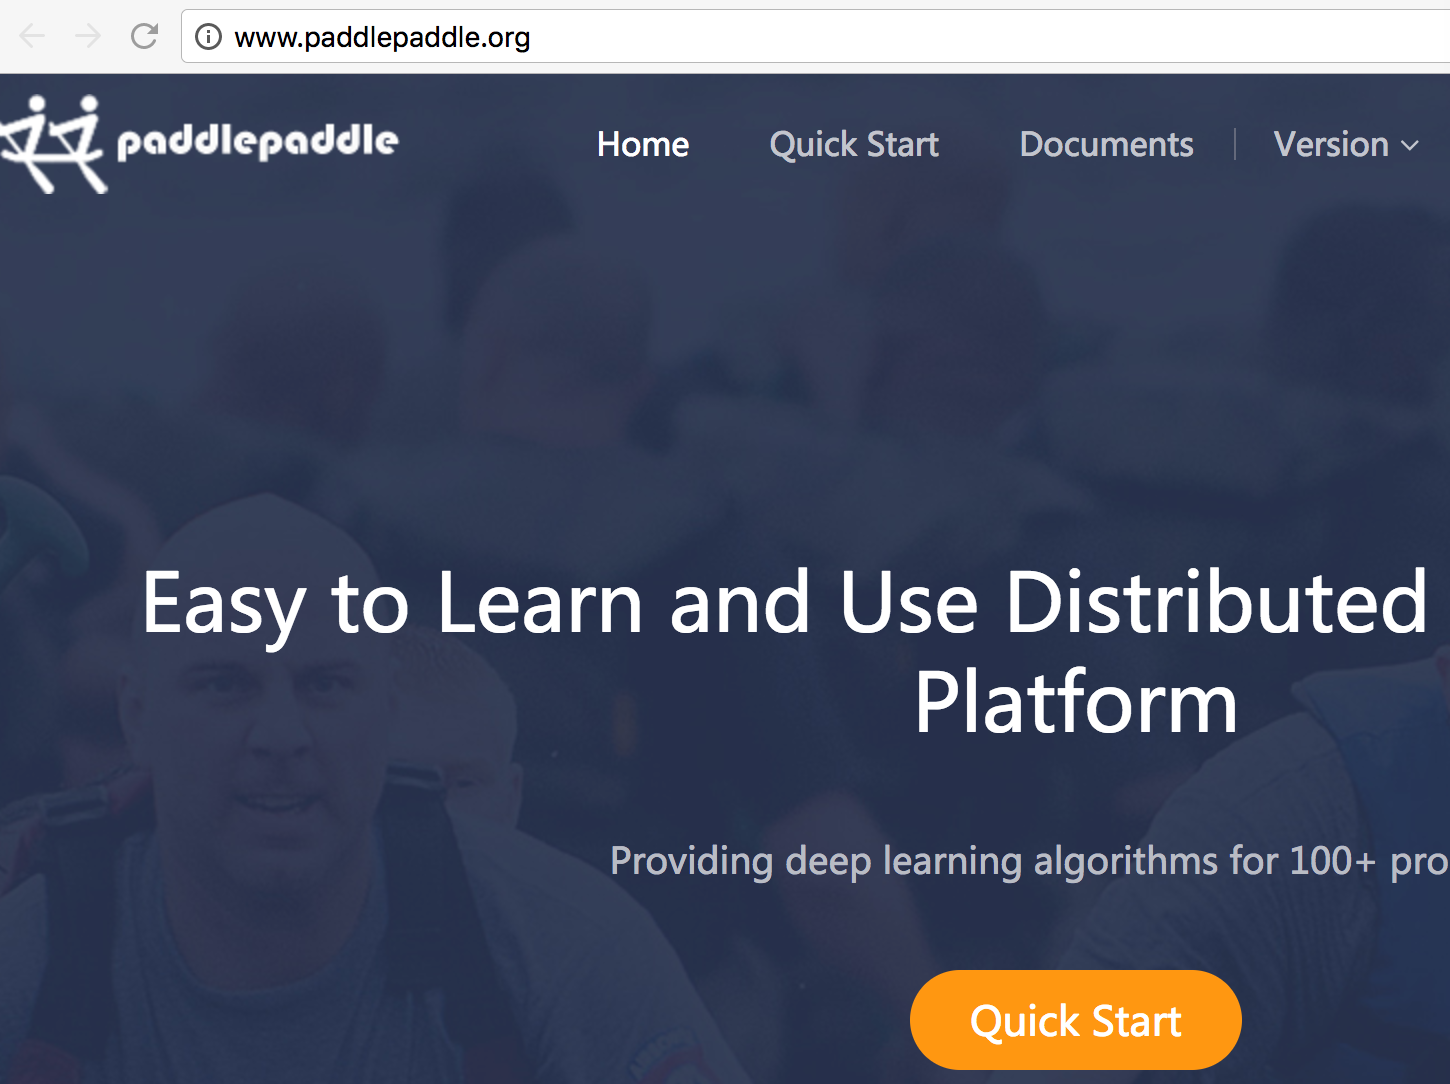 www.paddlepaddle.org
paddlepaddle
Home Quick Start Documents Version
Easy to Learn and Use Distributed
Platform
Providing deep learning algorithms for 100+ pro
Quick Start